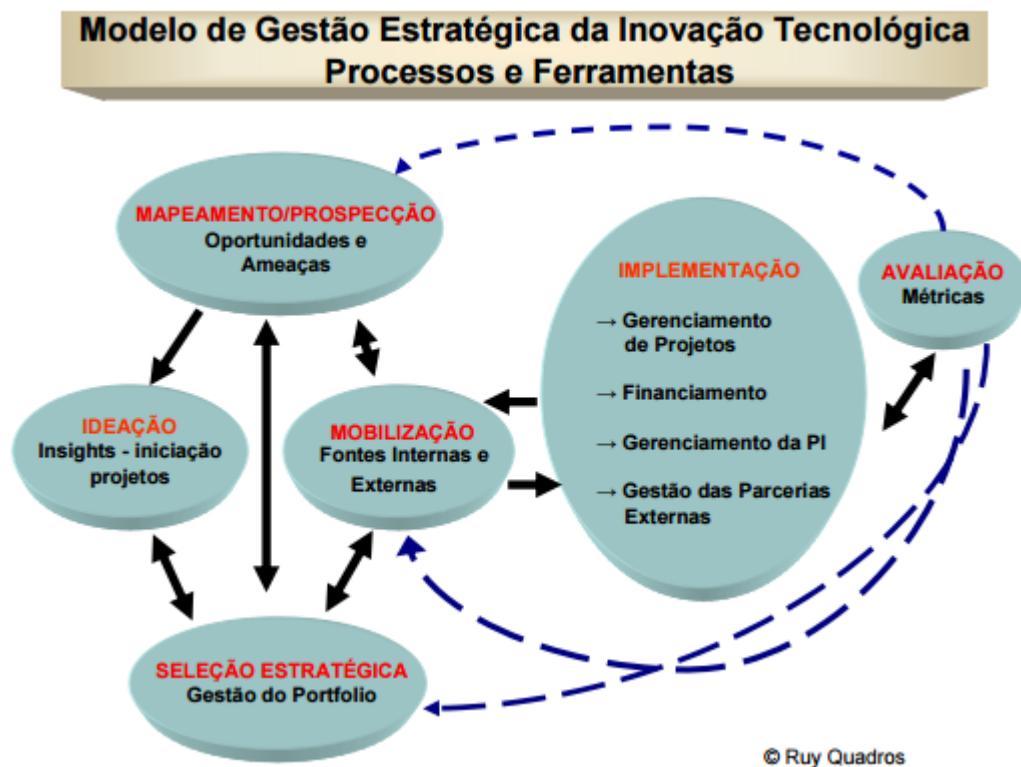 Modelo de Gestão Estratégica da Inovação Tecnológica
Processos e Ferramentas
MAPEAMENTO/PROSPECÇÃO
Oportunidades e
Ameaças
IDEAÇÃO
Insights - iniciação
projetos
MOBILIZAÇÃO
Fontes Internas e
Externas
IMPLEMENTAÇÃO
→ Gerenciamento
de Projetos
→ Financiamento
→ Gerenciamento da PI
→ Gestão das Parcerias
Externas
AVALIAÇÃO
Métricas
SELEÇÃO ESTRATÉGICA
Gestão do Portfolio
© Ruy Quadros